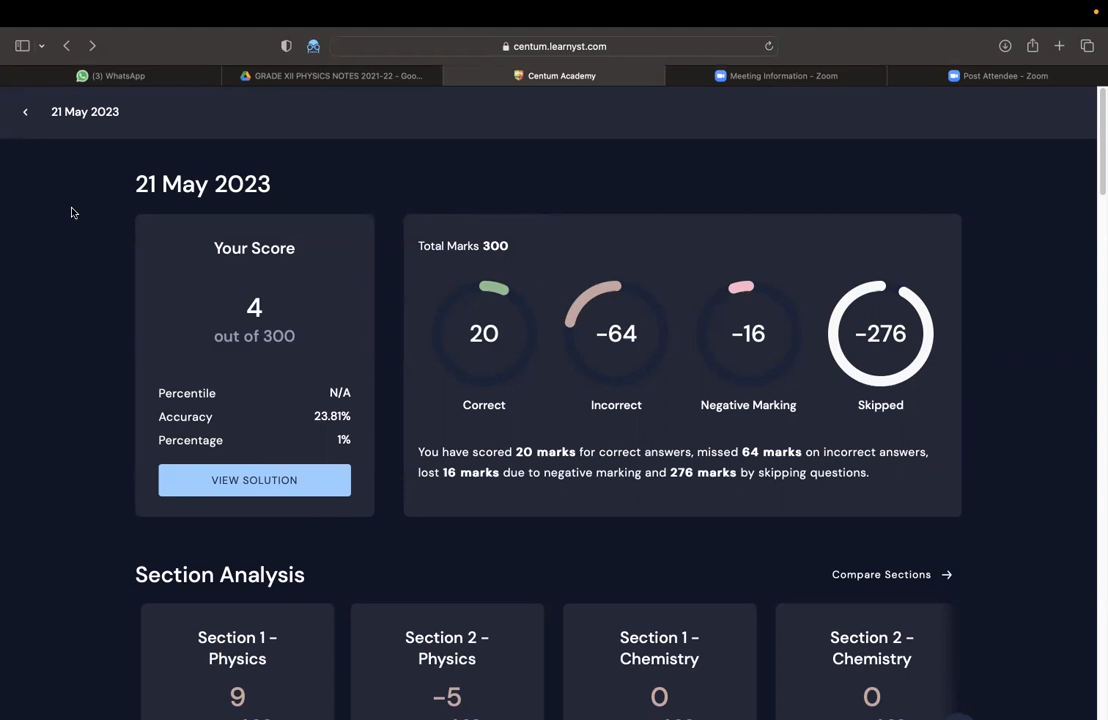 centum.learnyst.com
(3) WhatsApp
GRADE XII PHYSICS NOTES 2021-22 - Goo...
Centum Academy
Meeting Information - Zoom
Post Attendee - Zoom
21 May 2023
21 May 2023
Your Score
4
out of 300
Percentile N/A
Accuracy 23.81%
Percentage 1%
VIEW SOLUTION
Total Marks 300
20 -64 -16 -276
Correct Incorrect Negative Marking Skipped
You have scored 20 marks for correct answers, missed 64 marks on incorrect answers,
lost 16 marks due to negative marking and 276 marks by skipping questions.
Section Analysis
Compare Sections
Section 1 -
Physics
9
Section 2 -
Physics
-5
Section 1 -
Chemistry
0
Section 2 -
Chemistry
0